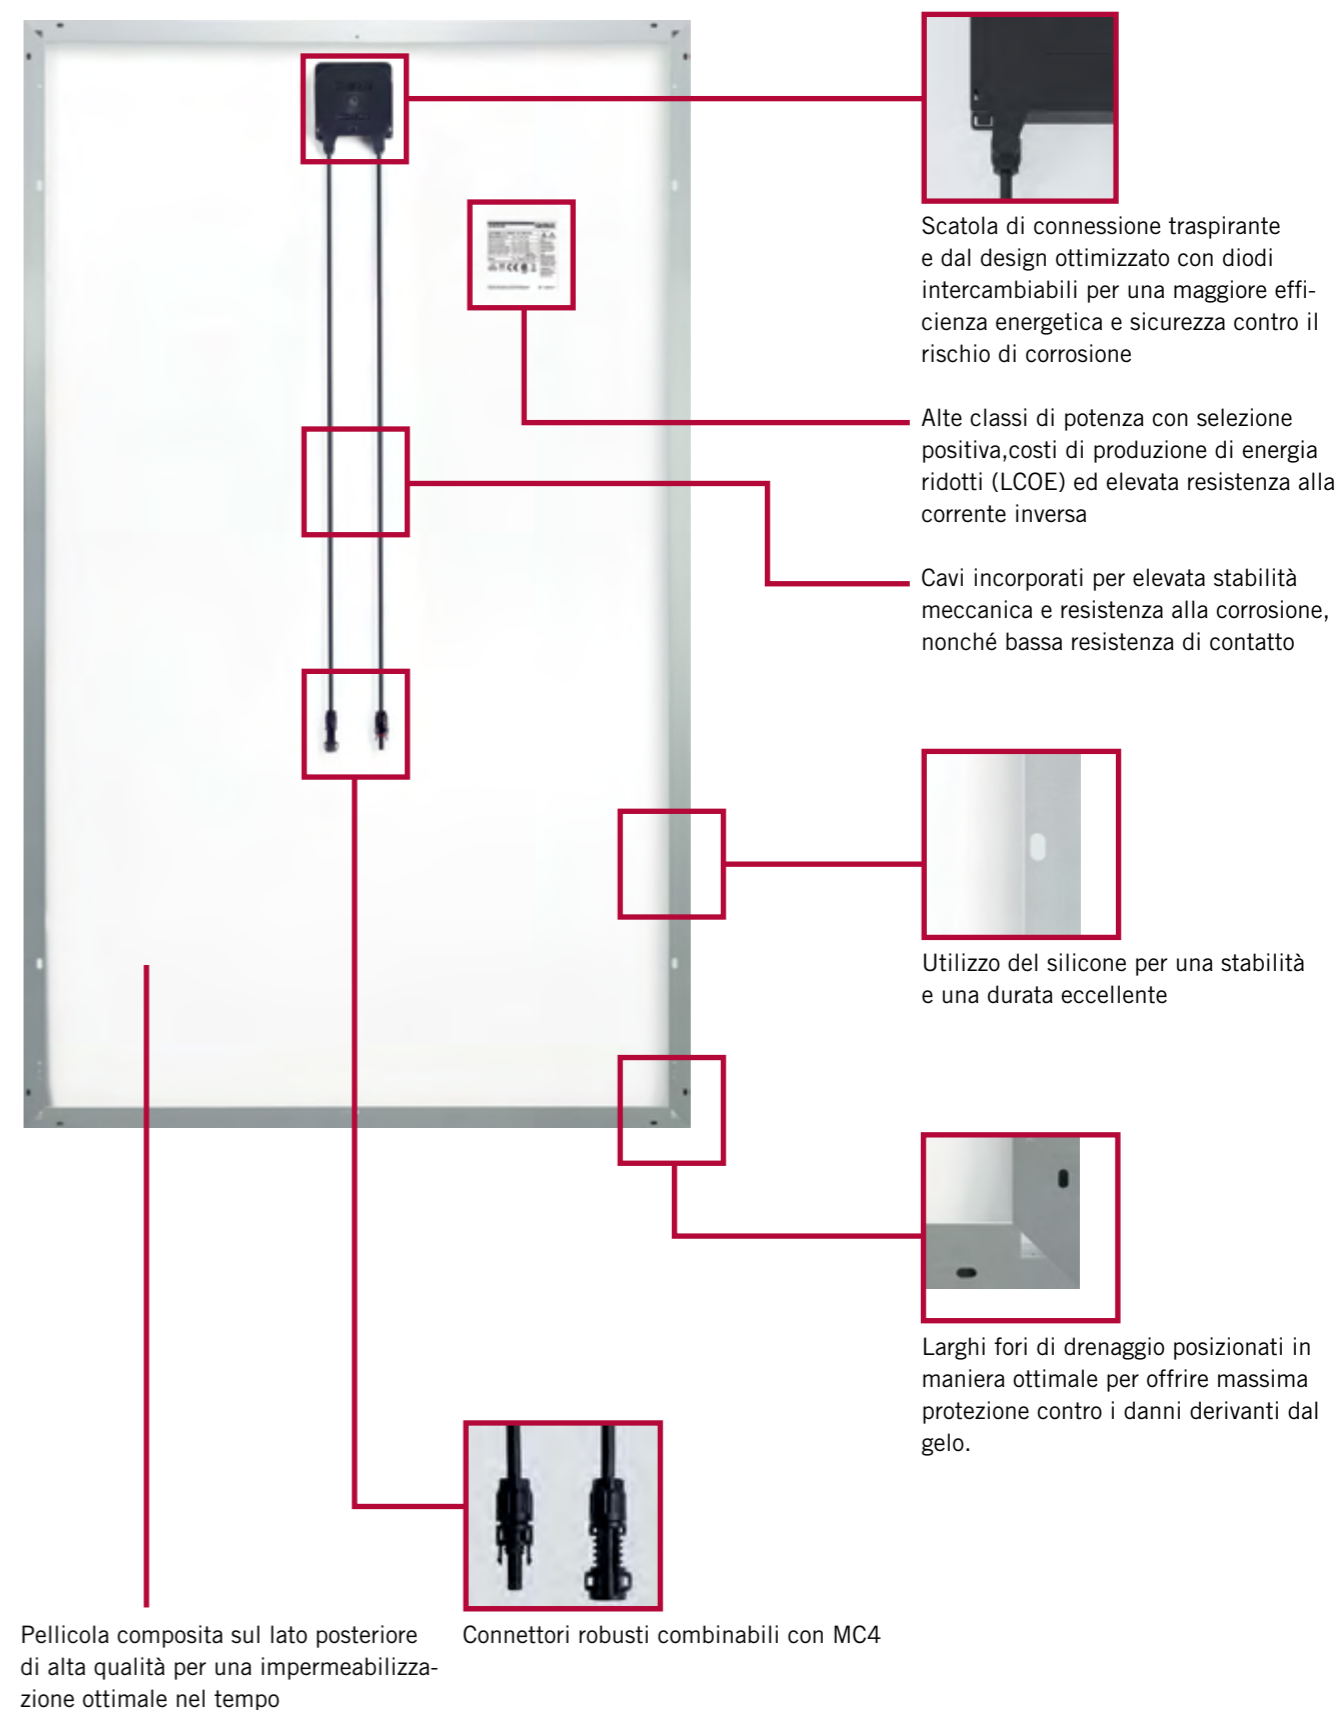 Scatola di connessione traspirante
e dal design ottimizzato con diodi
intercambiabili per una maggiore effi-
cienza energetica e sicurezza contro il
rischio di corrosione
Alte classi di potenza con selezione
positiva,costi di produzione di energia
ridotti (LCOE) ed elevata resistenza alla
corrente inversa
Cavi incorporati per elevata stabilità
meccanica e resistenza alla corrosione,
nonché bassa resistenza di contatto
Utilizzo del silicone per una stabilità
e una durata eccellente
Larghi fori di drenaggio posizionati in
maniera ottimale per offrire massima
protezione contro i danni derivanti dal
gelo.
Pellicola composita sul lato posteriore
di alta qualità per una impermeabilizza-
zione ottimale nel tempo
Connettori robusti combinabili con MC4